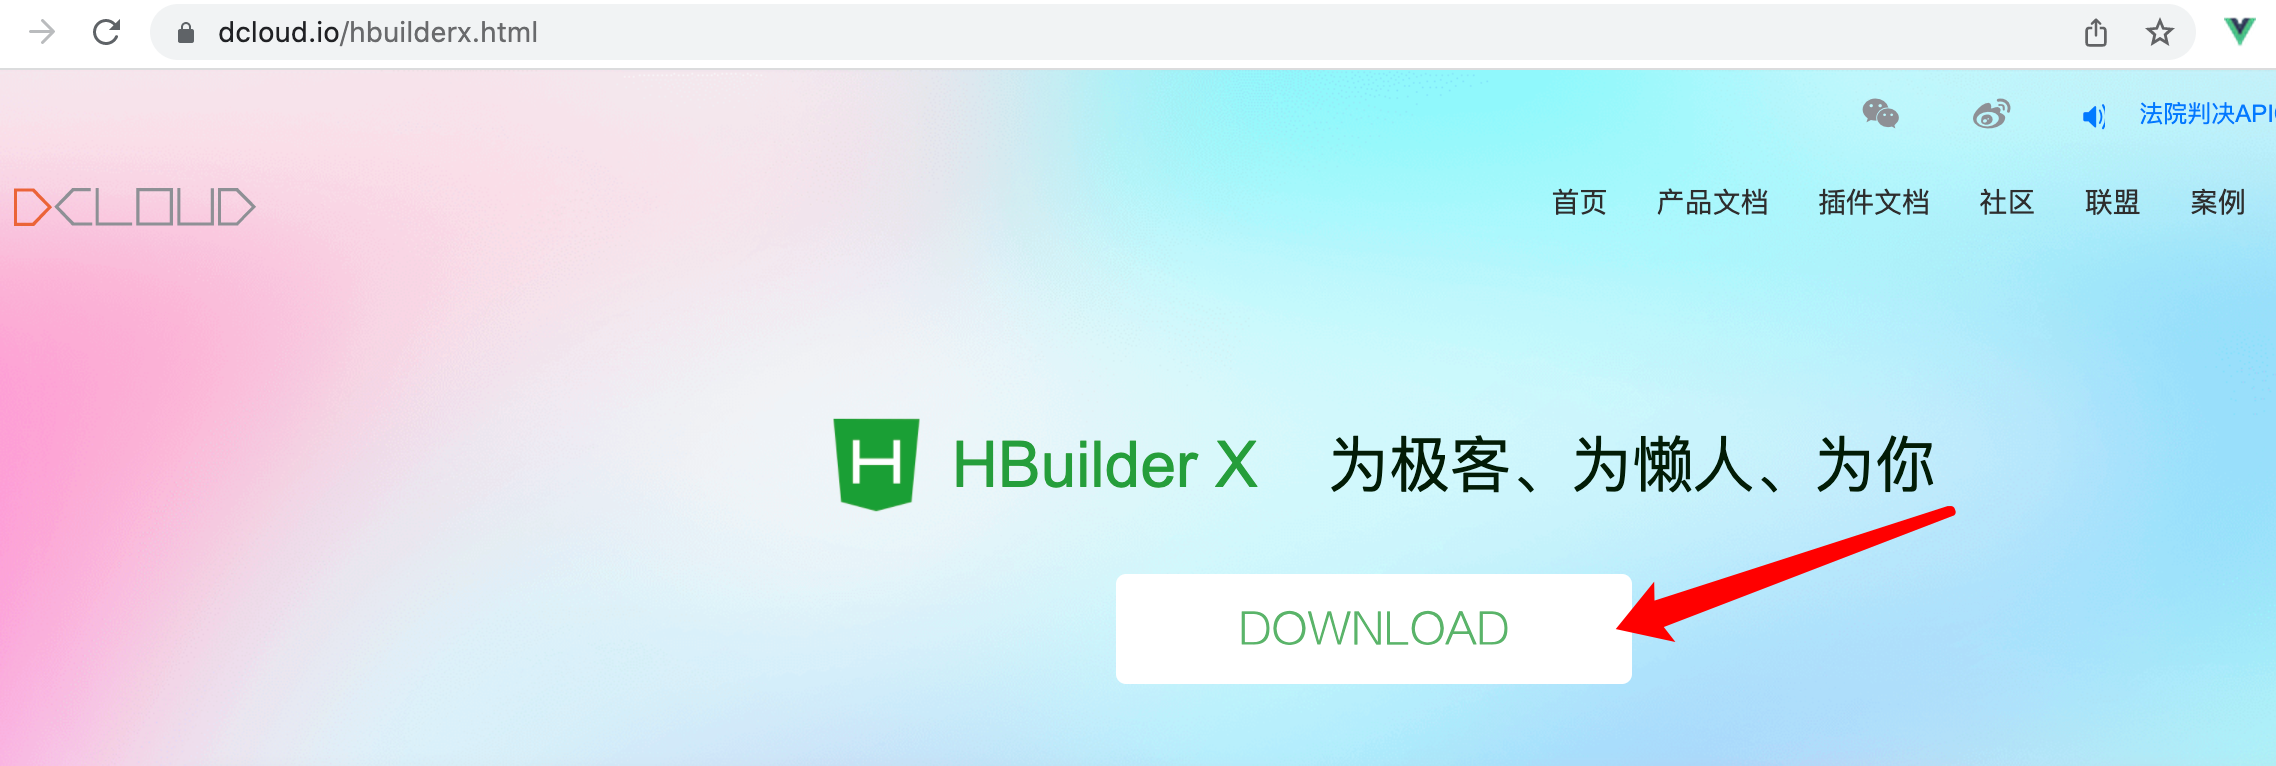 dcloud.io/hbuilderx.html
法院判决API
DCLOUD
首页 产品文档 插件文档 社区 联盟 案例
H HBuilder X 为极客、为懒人、为你
DOWNLOAD